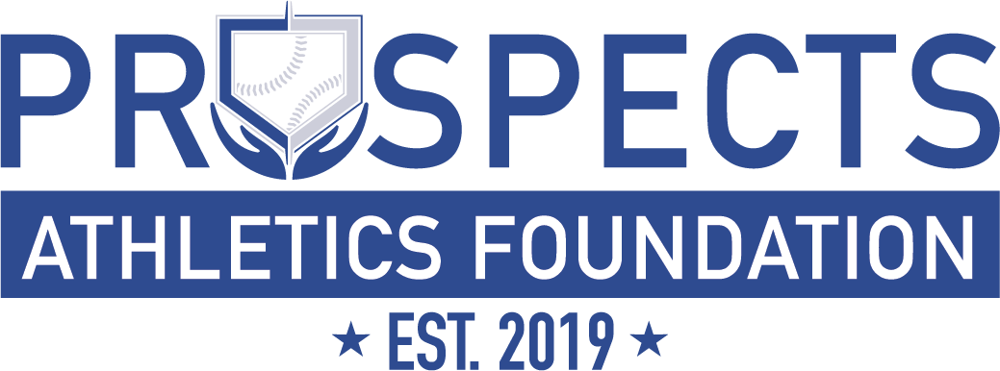 PROSPECTS
ATHLETICS FOUNDATION
★ EST. 2019 ★